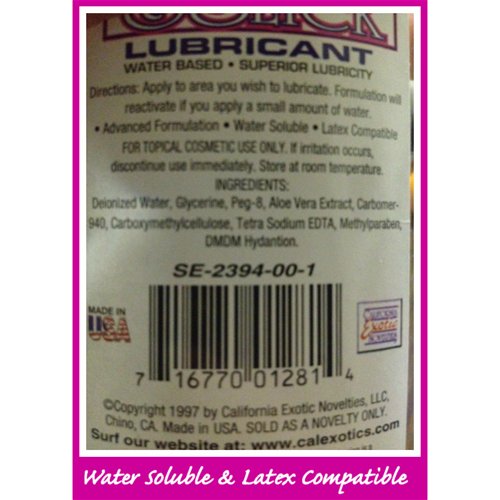 LUBRICANT
WATER BASED • SUPERIOR LUBRICITY
Directions: Apply to area you wish to lubricate. Formulation will
reactivate if you apply a small amount of water.
• Advanced Formulation • Water Soluble • Latex Compatible
FOR TOPICAL COSMETIC USE ONLY. If irritation occurs,
discontinue use immediately. Store at room temperature.
INGREDIENTS:
Deionized Water, Glycerine, Peg-8, Aloe Vera Extract, Carbomer-
940, Carboxymethylcellulose, Tetra Sodium EDTA, Methylparaben,
DMDM Hydantion.
SE-2394-00-1
MADE IN
USA
CALIFORNIA
Exotic
NOVELTIES
7 16770 01281 4
©Copyright 1997 by California Exotic Novelties, LLC,
Chino, CA. Made in USA. SOLD AS A NOVELTY ONLY.
Surf our website at: www.calexotics.com
Water Soluble & Latex Compatible